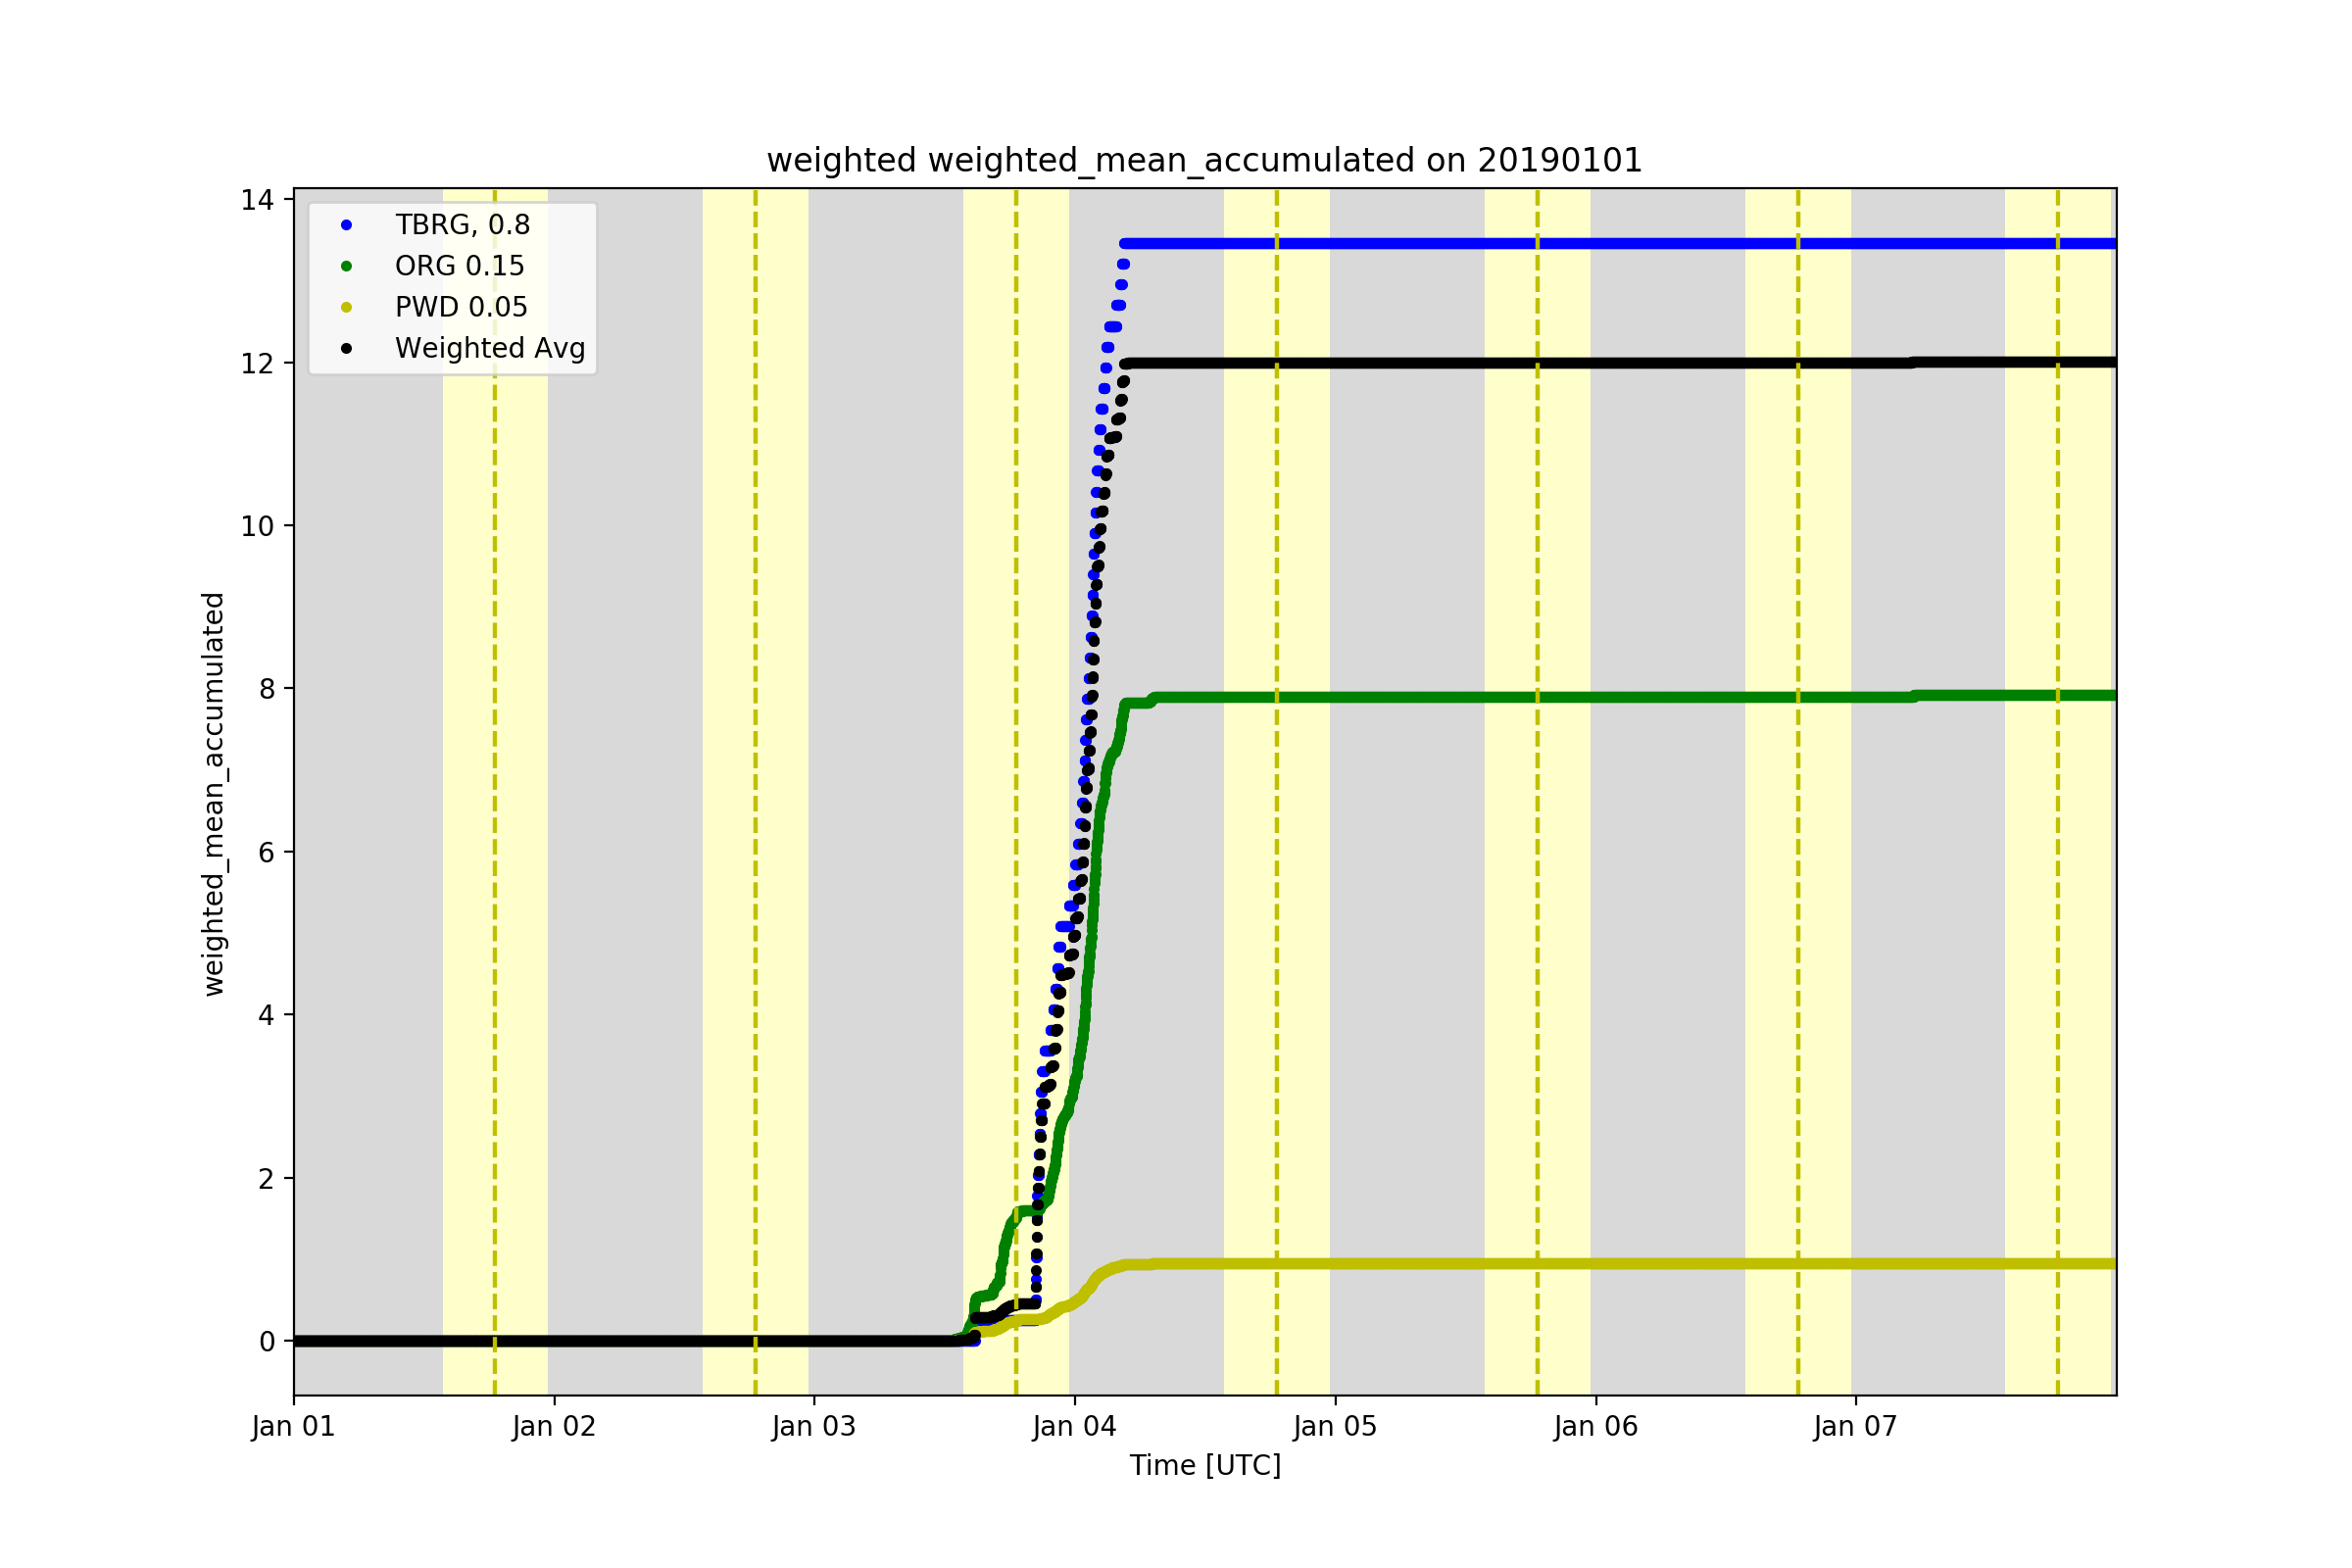 weighted weighted_mean_accumulated on 20190101
14
12
10
8
6
4
2
0
weighted_mean_accumulated
TBRG, 0.8
ORG 0.15
PWD 0.05
Weighted Avg
Jan 01 Jan 02 Jan 03 Jan 04 Jan 05 Jan 06 Jan 07
Time [UTC]